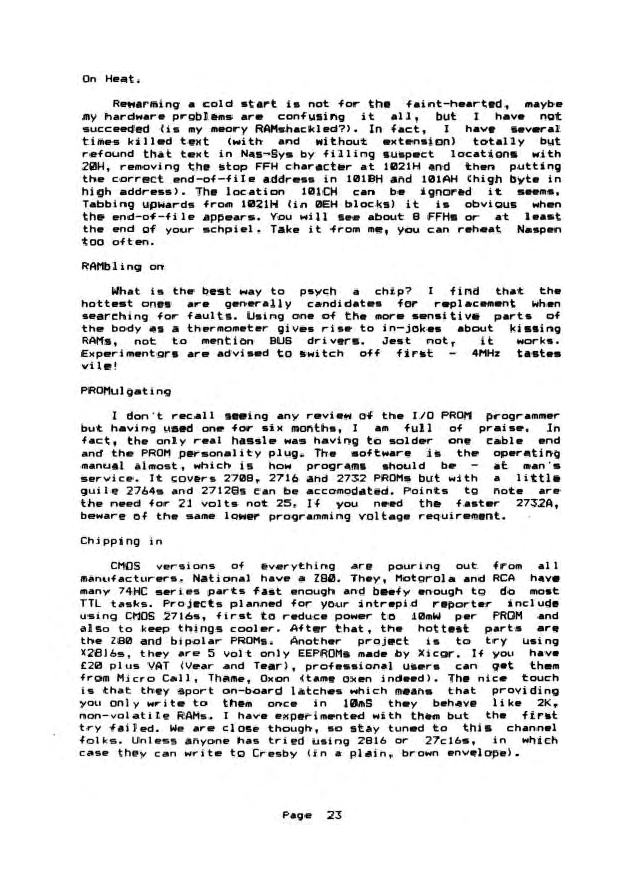 On Heat.
Rewarming a cold start is not for the faint-hearted, maybe
my hardware problems are confusing it all, but I have not
succeeded (is my meory RAMshackled?). In fact, I have several
times killed text (with and without extension) totally but
refound that text in Nas-Sys by filling suspect locations with
20H, removing the stop FFH character at 1021H and then putting
the correct end-of-file address in 101BH and 101AH (high byte in
high address). The location 101CH can be ignored it seems.
Tabbing upwards from 1021H (in 0EH blocks) it is obvious when
the end-of-file appears. You will see about 8 FFHs or at least
the end of your schpiel. Take it from me, you can reheat Naspen
too often.
RAMbling on
What is the best way to psych a chip? I find that the
hottest ones are generally candidates for replacement when
searching for faults. Using one of the more sensitive parts of
the body as a thermometer gives rise to in-jokes about kissing
RAMs, not to mention BUS drivers. Jest not, it works.
Experimentors are advised to switch off first - 4MHz tastes
vile!
PROMulgating
I don't recall seeing any review of the I/O PROM programmer
but having used one for six months, I am full of praise. In
fact, the only real hassle was having to solder one cable end
and the PROM personality plug. The software is the operating
manual almost, which is how programs should be - at man's
service. It covers 2708, 2716 and 2732 PROMs but with a little
guile 2764s and 27128s can be accomodated. Points to note are
the need for 21 volts not 25. If you need the faster 2732A,
beware of the same lower programming voltage requirement.
Chipping in
CMOS versions of everything are pouring out from all
manufacturers. National have a Z80. They, Motorola and RCA have
many 74HC series parts fast enough and beefy enough to do most
TTL tasks. Projects planned for your intrepid reporter include
using CMOS 2716s, first to reduce power to 10mW per PROM and
also to keep things cooler. After that, the hottest parts are
the Z80 and bipolar PROMs. Another project is to try using
X2816s, they are 5 volt only EEPROMs made by Xicor. If you have
£20 plus VAT (Vear and Tear), professional users can get them
from Micro Call, Thame, Oxon (tame oxen indeed). The nice touch
is that they sport on-board latches which means that providing
you only write to them once in 10mS they behave like 2K,
non-volatile RAMs. I have experimented with them but the first
try failed. We are close though, so stay tuned to this channel
folks. Unless anyone has tried using 2816 or 27c16s, in which
case they can write to Cresby (in a plain, brown envelope).
Page 23